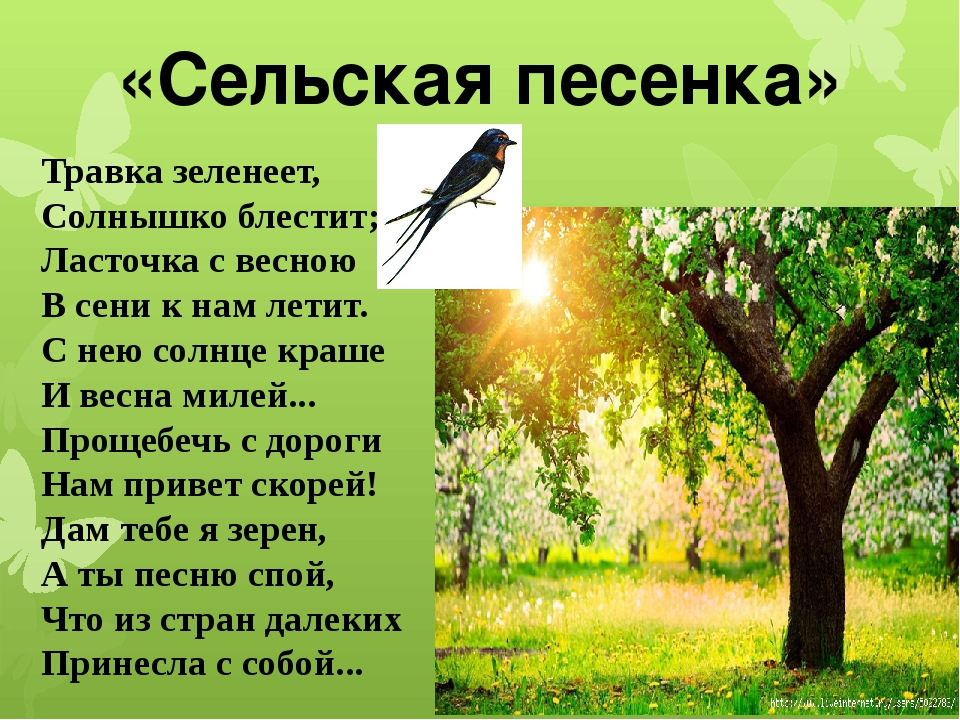 «Сельская песенка»
Травка зеленеет,
Солнышко блестит;
Ласточка с весною
В сени к нам летит.
С нею солнце краше
И весна милей...
Прощебечь с дороги
Нам привет скорей!
Дам тебе я зерен,
А ты песню спой,
Что из стран далеких
Принесла с собой...